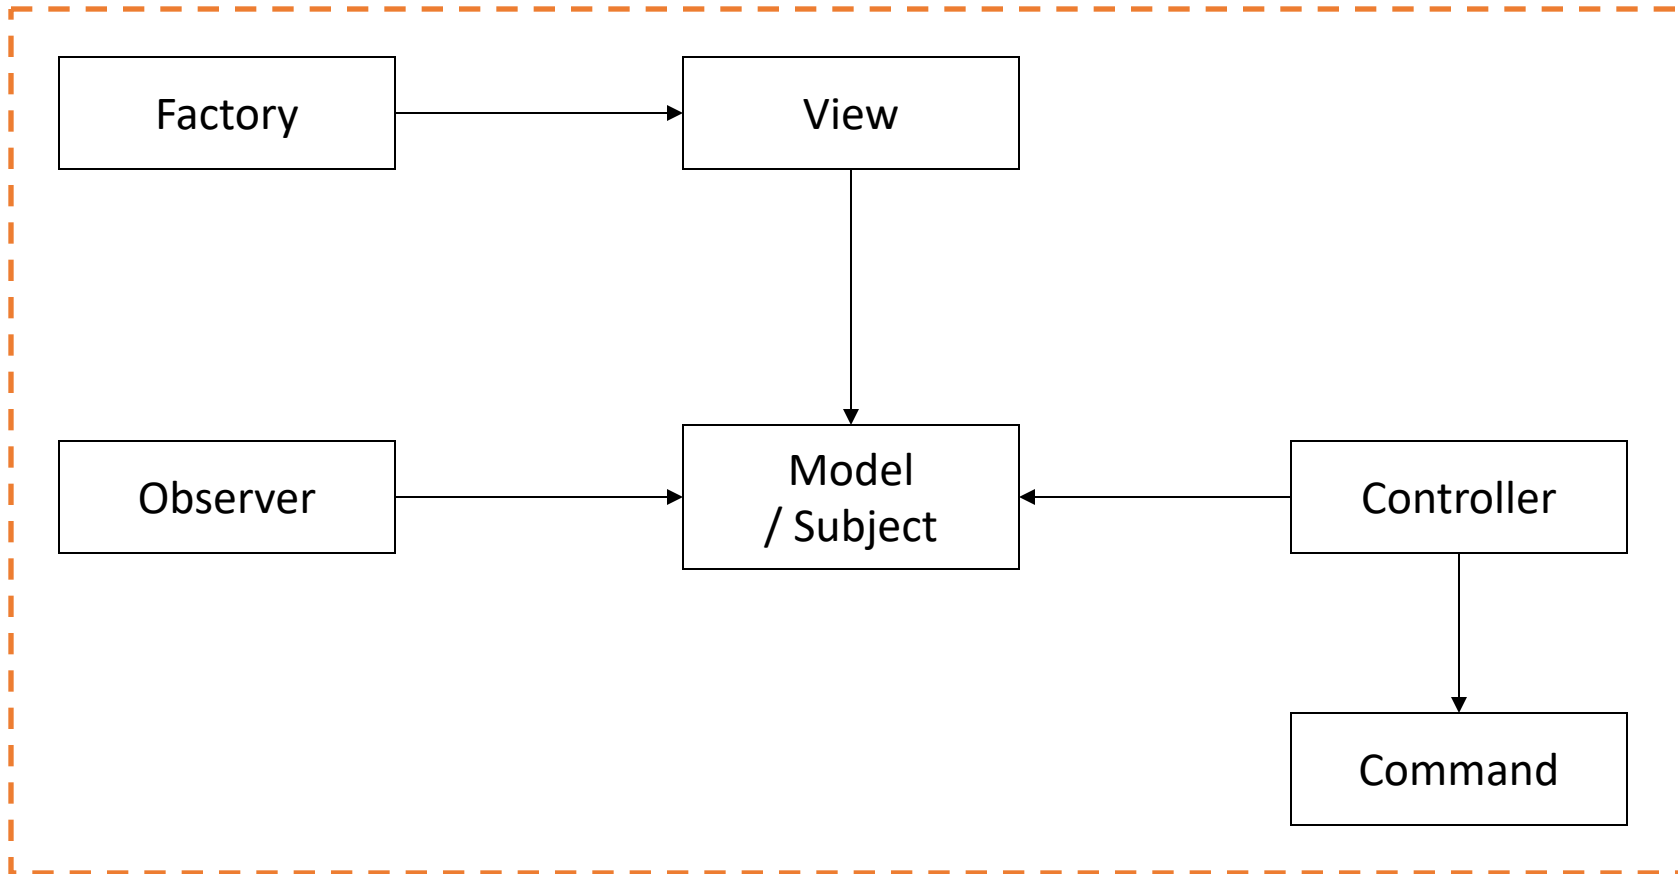 Factory
View
Observer
Model
/ Subject
Controller
Command